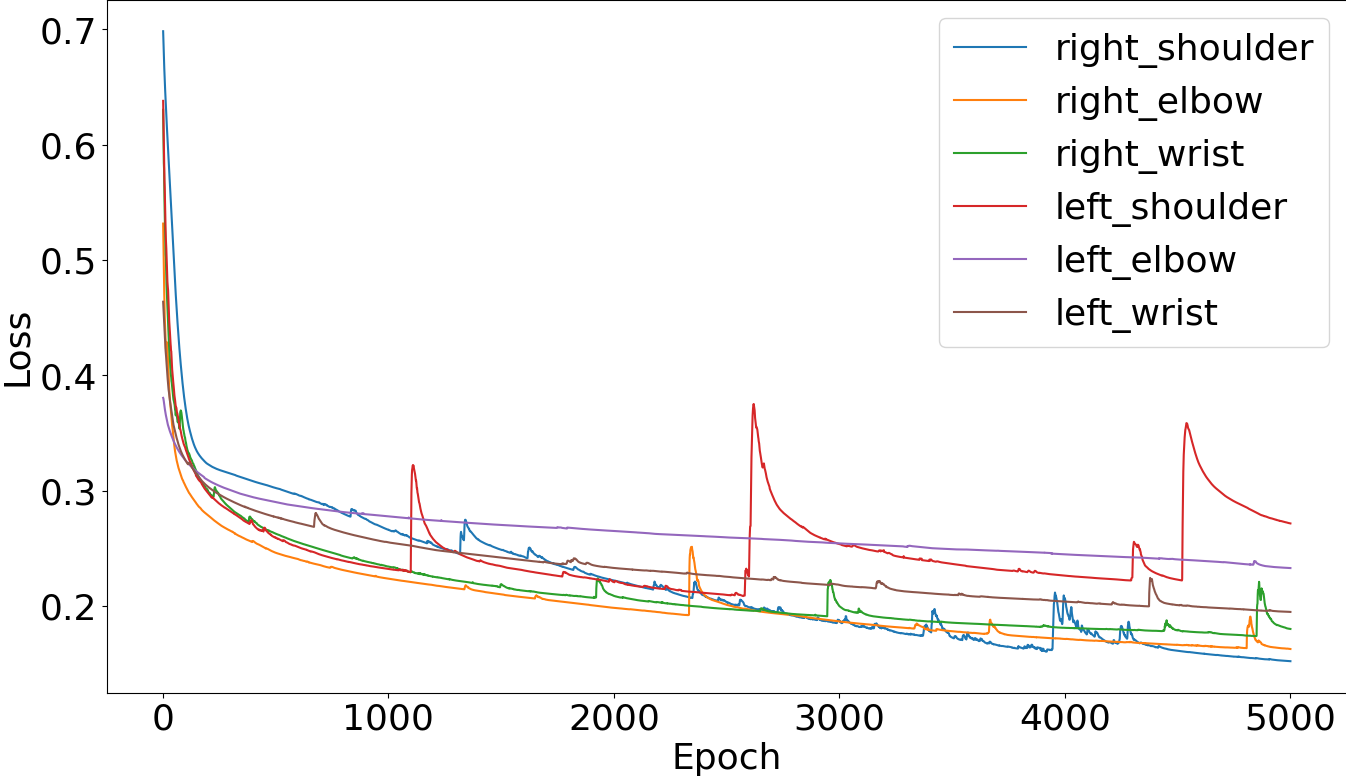 Loss
0.7
0.6
0.5
0.4
0.3
0.2
right_shoulder
right_elbow
right_wrist
left_shoulder
left_elbow
left_wrist
0 1000 2000 3000 4000 5000
Epoch